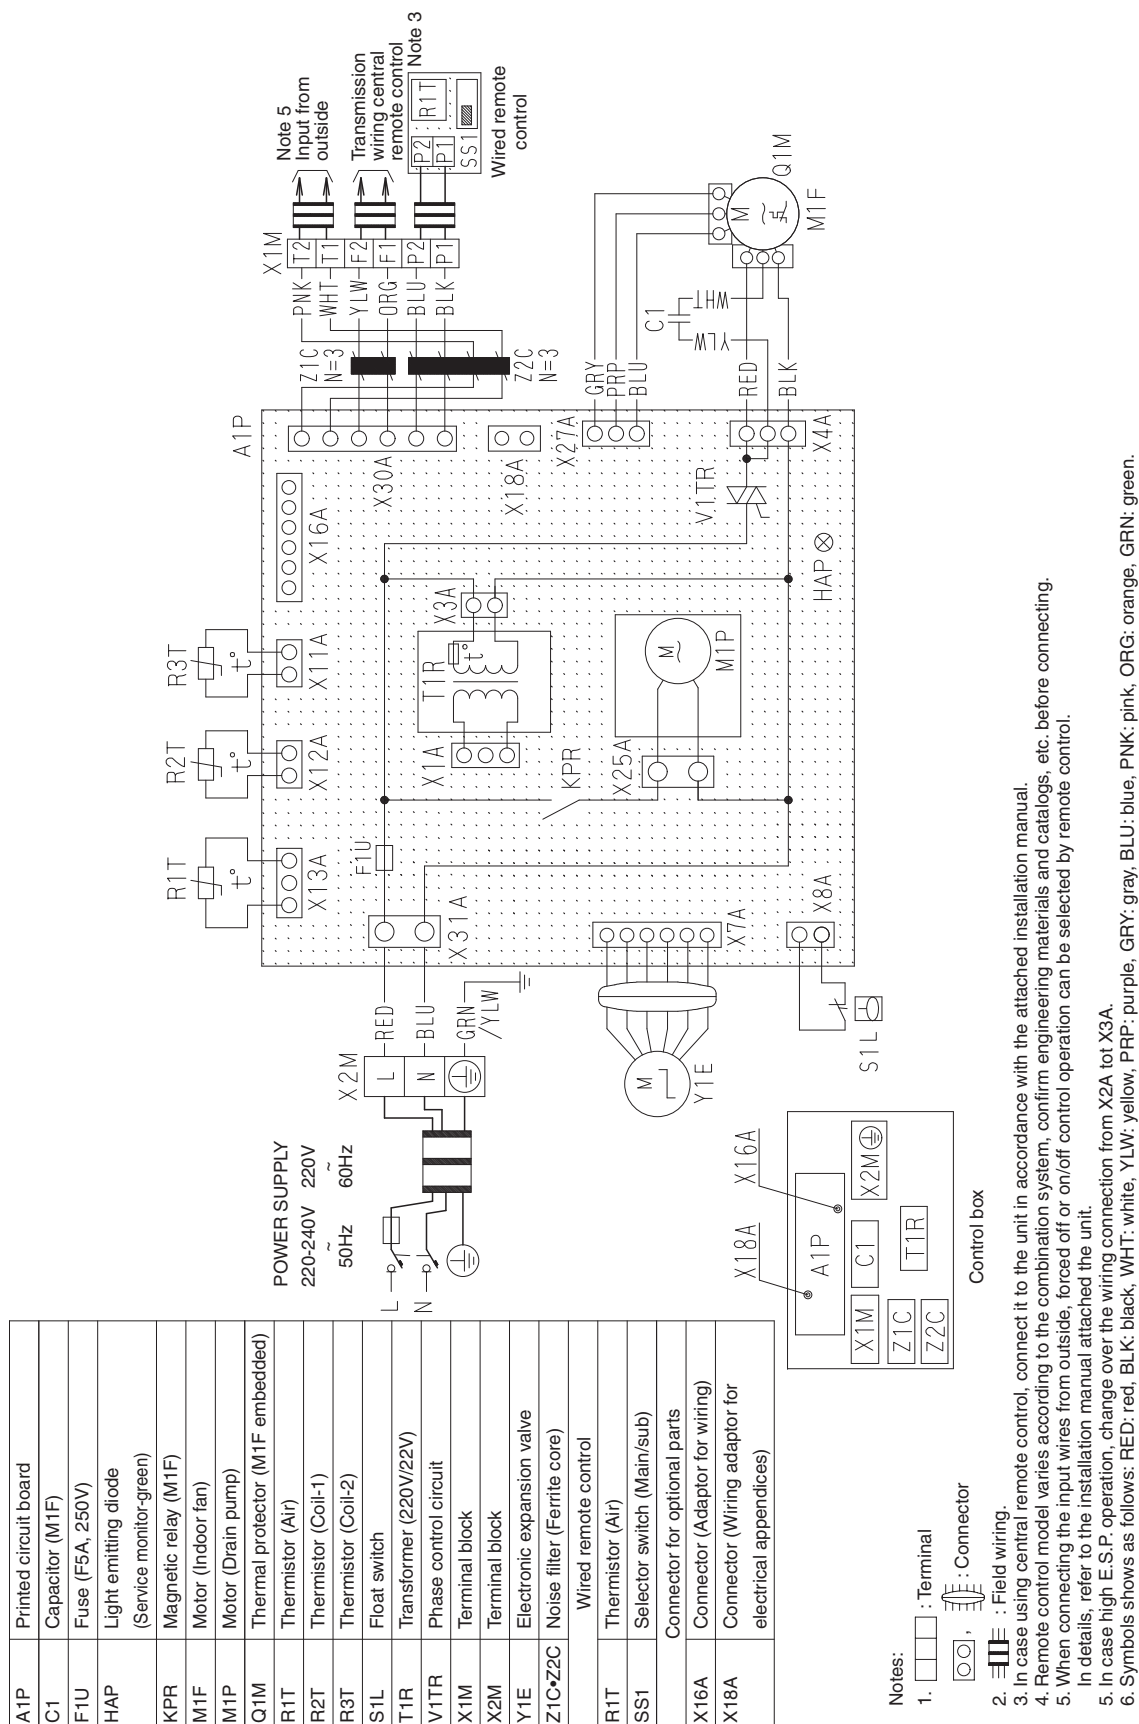 A1P Printed circuit board
C1 Capacitor (M1F)
F1U Fuse (F5A, 250V)
HAP Light emitting diode
(Service monitor-green)
KPR Magnetic relay (M1F)
M1F Motor (Indoor fan)
M1P Motor (Drain pump)
Q1M Thermal protector (M1F embedded)
R1T Thermistor (Air)
R2T Thermistor (Coil-1)
R3T Thermistor (Coil-2)
S1L Float switch
T1R Transformer (220V/22V)
V1TR Phase control circuit
X1M Terminal block
X2M Terminal block
Y1E Electronic expansion valve
Z1C•Z2C Noise filter (Ferrite core)
Wired remote control
R1T Thermistor (Air)
SS1 Selector switch (Main/sub)
Connector for optional parts
X16A Connector (Adaptor for wiring)
X18A Connector (Wiring adaptor for
electrical appendices)
POWER SUPPLY
220-240V 220V
~ ~
50Hz 60Hz
L
N
X2M
L
N
RED
BLU
GRN
/YLW
R1T
t°
X13A
R2T
t°
X12A
R3T
t°
X11A
X16A
A1P
X30A
X18A
X27A
X4A
X31A
F1U
X1A
T1R
t°
X3A
KPR
X25A
M
~
M1P
V1TR
HAP
X7A
X8A
M
Y1E
S1L
Z1C
N=3
Z2C
N=3
PNK
WHT
YLW
ORG
BLU
BLK
X1M
T2
T1
F2
F1
P2
P1
Note 5
Input from
outside
Transmission
wiring central
remote control
Note 3
P2
P1
R1T
SS1
Wired remote
control
GRY
PRP
BLU
C1
YLW
WHT
RED
BLK
M
~
Q1M
M1F
X18A
X16A
A1P
X1M
C1
X2M
Z1C
Z2C
T1R
Control box
Notes:
1. : Terminal
, : Connector
2. : Field wiring.
3. In case using central remote control, connect it to the unit in accordance with the attached installation manual.
4. Remote control model varies according to the combination system, confirm engineering materials and catalogs, etc. before connecting.
5. When connecting the input wires from outside, forced off or on/off control operation can be selected by remote control.
In details, refer to the installation manual attached the unit.
5. In case high E.S.P. operation, change over the wiring connection from X2A tot X3A.
6. Symbols shows as follows: RED: red, BLK: black, WHT: white, YLW: yellow, PRP: purple, GRY: gray, BLU: blue, PNK: pink, ORG: orange, GRN: green.